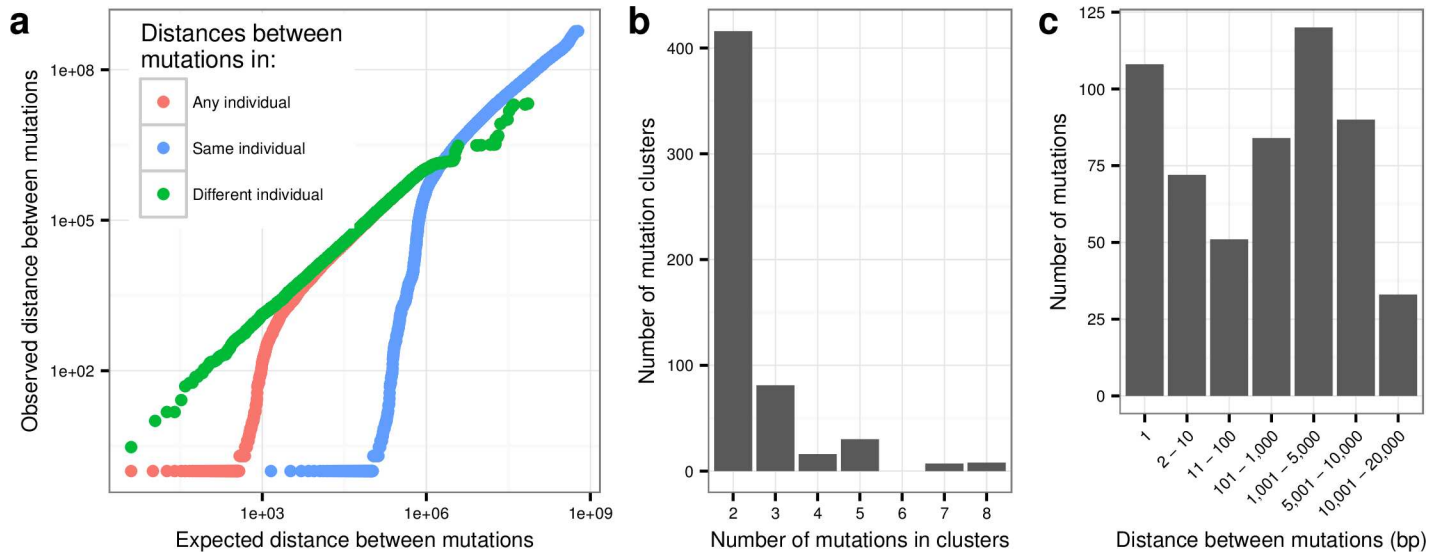 a
Distances between
mutations in:
Any individual
Same individual
Different individual
Observed distance between mutations
1e+08
1e+05
1e+02
1e+03
1e+06
1e+09
Expected distance between mutations
b
Number of mutation clusters
400
300
200
100
0
2
3
4
5
6
7
8
Number of mutations in clusters
c
Number of mutations
125
100
75
50
25
0
1
2 − 10
11 − 100
101 − 1,000
1,001 − 5,000
5,001 − 10,000
10,001 − 20,000
Distance between mutations (bp)